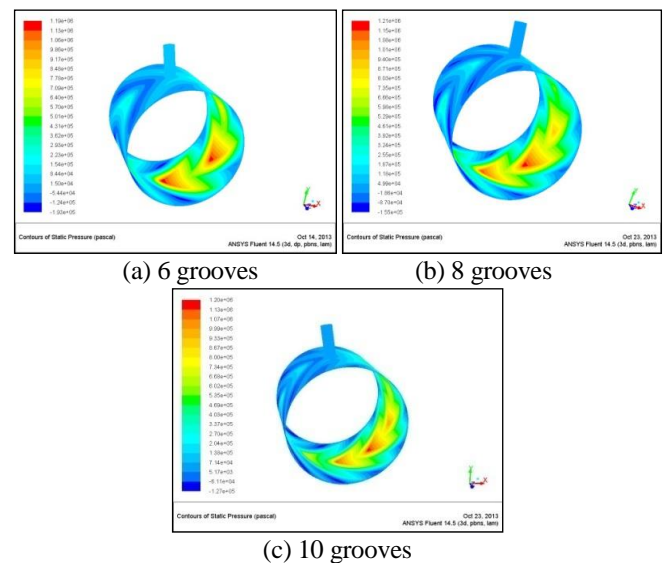 1.19e+06
1.13e+06
1.06e+06
9.86e+05
9.17e+05
8.48e+05
7.79e+05
7.09e+05
6.40e+05
5.70e+05
5.01e+05
4.31e+05
3.62e+05
2.93e+05
2.23e+05
1.54e+05
8.44e+04
1.50e+04
-5.44e+04
-1.24e+05
-1.93e+05
Y
X
Contours of Static Pressure (pascal)
Oct 14, 2013
ANSYS Fluent 14.5 (3d, dp, pbns, lam)
(a) 6 grooves
1.21e+06
1.15e+06
1.08e+06
1.01e+06
9.40e+05
8.71e+05
8.03e+05
7.35e+05
6.66e+05
5.98e+05
5.29e+05
4.61e+05
3.92e+05
3.24e+05
2.55e+05
1.87e+05
1.18e+05
4.98e+04
-1.86e+04
-8.70e+04
-1.55e+05
X
Contours of Static Pressure (pascal)
Oct 23, 2013
ANSYS Fluent 14.5 (3d, pbns, lam)
(b) 8 grooves
1.20e+06
1.13e+06
1.07e+06
9.99e+05
9.33e+05
8.67e+05
8.00e+05
7.34e+05
6.68e+05
6.02e+05
5.35e+05
4.69e+05
4.03e+05
3.37e+05
2.70e+05
2.04e+05
1.38e+05
7.14e+04
5.17e+03
-6.11e+04
-1.27e+05
Y
X
Contours of Static Pressure (pascal)
Oct 23, 2013
ANSYS Fluent 14.5 (3d, pbns, lam)
(c) 10 grooves